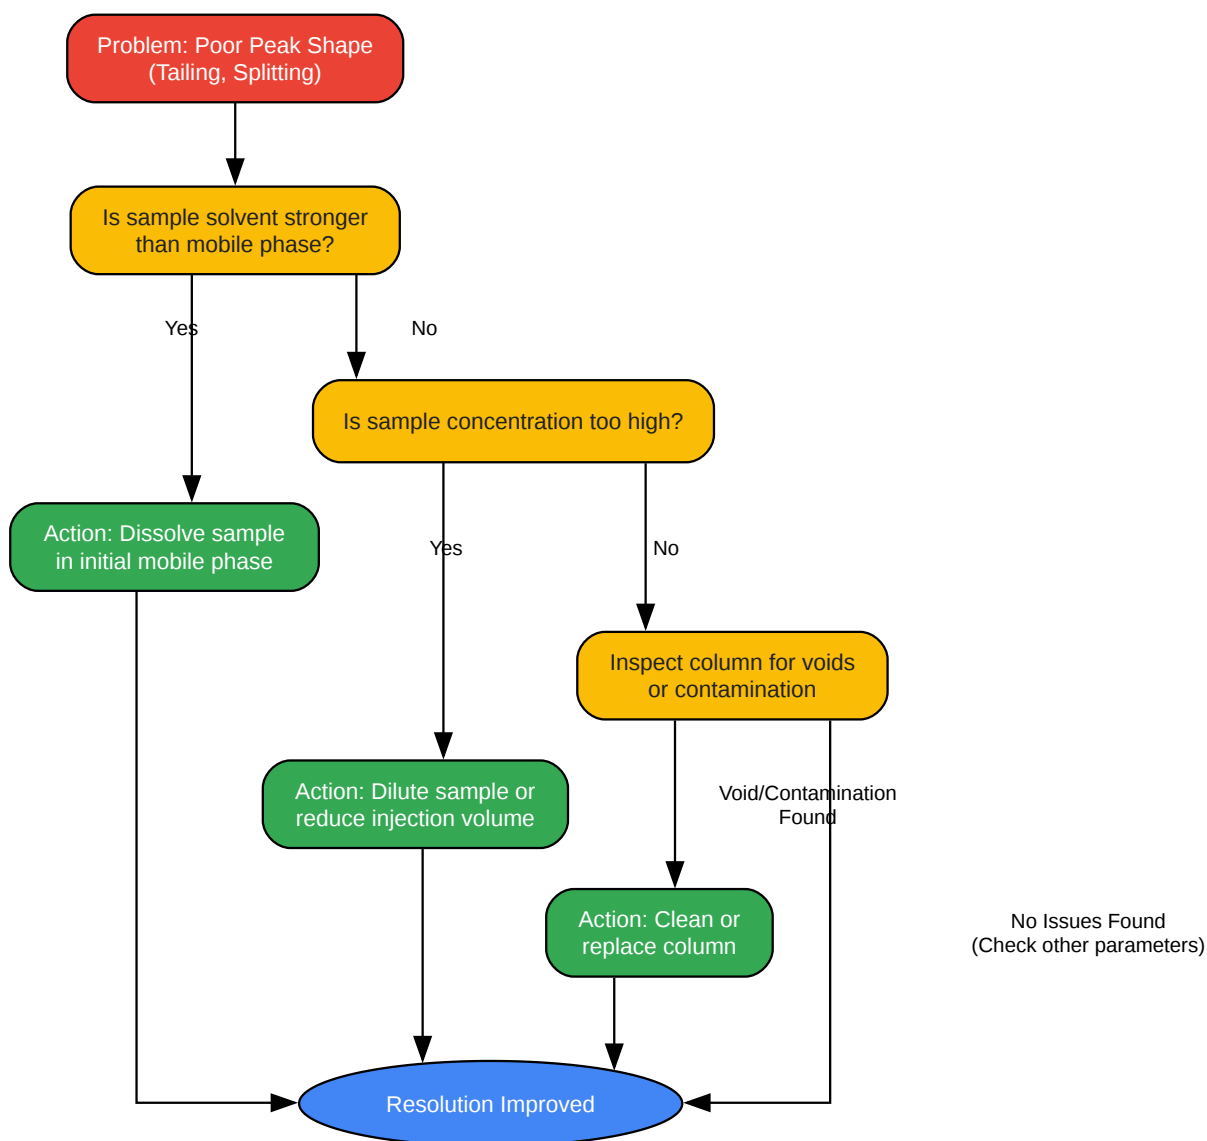 Problem: Poor Peak Shape
(Tailing, Splitting)
Is sample solvent stronger
than mobile phase?
Yes
No
Is sample concentration too high?
Action: Dissolve sample
in initial mobile phase
Yes
No
Inspect column for voids
or contamination
Action: Dilute sample or
reduce injection volume
Void/Contamination
Found
Action: Clean or
replace column
No Issues Found
(Check other parameters)
Resolution Improved